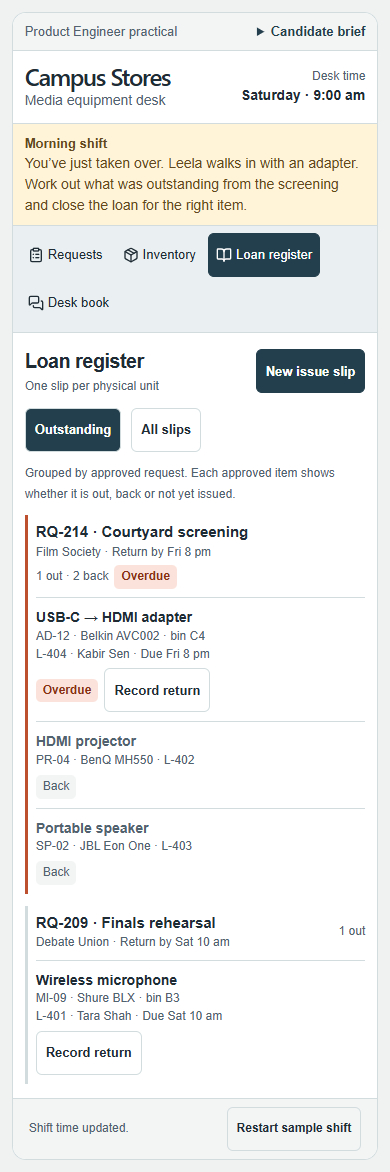 Product Engineer practical
▶ Candidate brief
Campus Stores
Media equipment desk
Desk time
Saturday · 9:00 am
Morning shift
You’ve just taken over. Leela walks in with an adapter.
Work out what was outstanding from the screening
and close the loan for the right item.
Requests
Inventory
Loan register
Desk book
Loan register
One slip per physical unit
New issue slip
Outstanding
All slips
Grouped by approved request. Each approved item shows
whether it is out, back or not yet issued.
RQ-214 · Courtyard screening
Film Society · Return by Fri 8 pm
1 out · 2 back
Overdue
USB-C → HDMI adapter
AD-12 · Belkin AVC002 · bin C4
L-404 · Kabir Sen · Due Fri 8 pm
Overdue
Record return
HDMI projector
PR-04 · BenQ MH550 · L-402
Back
Portable speaker
SP-02 · JBL Eon One · L-403
Back
RQ-209 · Finals rehearsal
Debate Union · Return by Sat 10 am
1 out
Wireless microphone
MI-09 · Shure BLX · bin B3
L-401 · Tara Shah · Due Sat 10 am
Record return
Shift time updated.
Restart sample shift